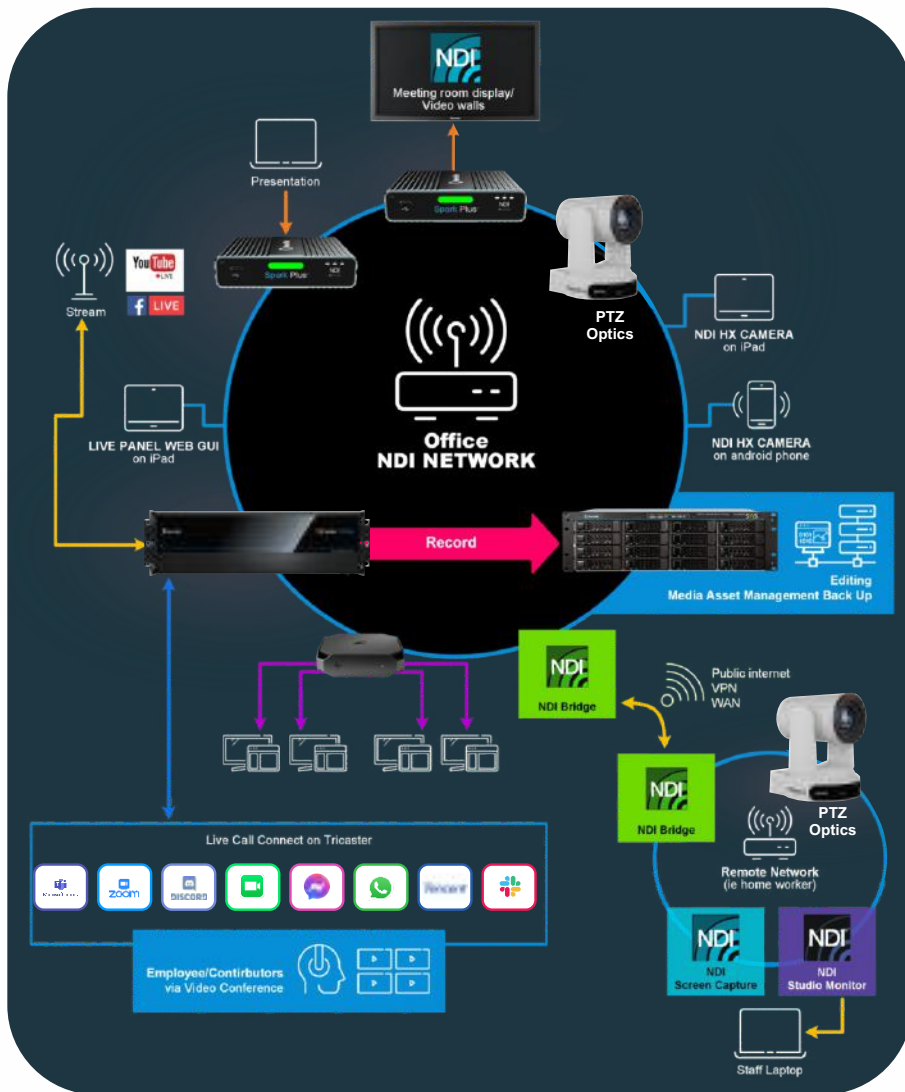 NDI
Meeting room display/
Video walls
Presentation
Spark Plus
NDI
Spark Plus
NDI
YouTube
LIVE
LIVE
Stream
PTZ
Optics
NDI HX CAMERA
on iPad
LIVE PANEL WEB GUI
on iPad
NDI HX CAMERA
on android phone
Office
NDI NETWORK
Record
Editing
Media Asset Management Back Up
NDI
NDI Bridge
Public internet
VPN
WAN
NDI
NDI Bridge
PTZ
Optics
Remote Network
(ie home worker)
Live Call Connect on Tricaster
zoom
DISCORD
Tencent
NDI
NDI
Screen Capture
NDI
NDI
Studio Monitor
Employee/Contirbutors
via Video Conference
Staff Laptop